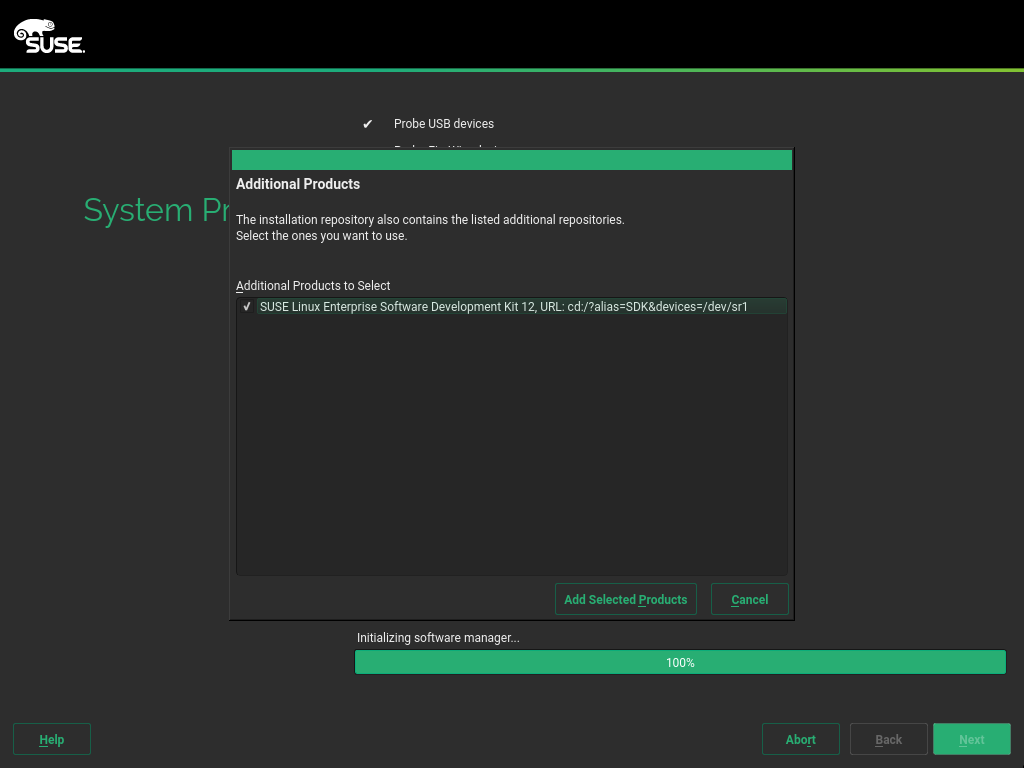 SUSE.
✔ Probe USB devices
System Pr
Additional Products
The installation repository also contains the listed additional repositories.
Select the ones you want to use.
Additional Products to Select
✔ SUSE Linux Enterprise Software Development Kit 12, URL: cd:/?alias=SDK&devices=/dev/sr1
Add Selected Products
Cancel
Initializing software manager...
100%
Help
Abort
Back
Next